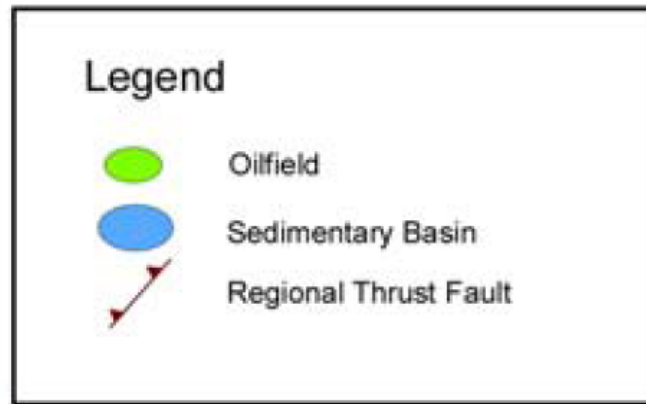 Legend
Oilfield
Sedimentary Basin
Regional Thrust Fault